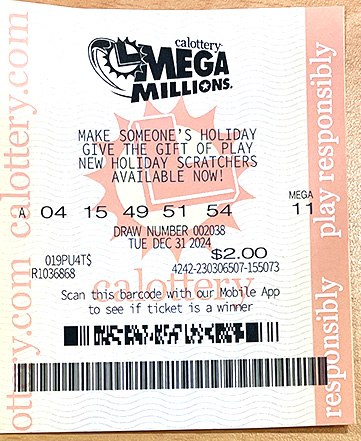 calottery
MEGA
MILLIONS.
MAKE SOMEONE'S HOLIDAY
GIVE THE GIFT OF PLAY
NEW HOLIDAY SCRATCHERS
AVAILABLE NOW!
MEGA
A 04 15 49 51 54 11
DRAW NUMBER 002038
TUE DEC 31 2024
019PU4T$ $2.00
R1036868 4242-230306507-155073
calottery
Scan this barcode with our Mobile App
to see if ticket is a winner
ottery.com calottery.com
responsibly play responsibly